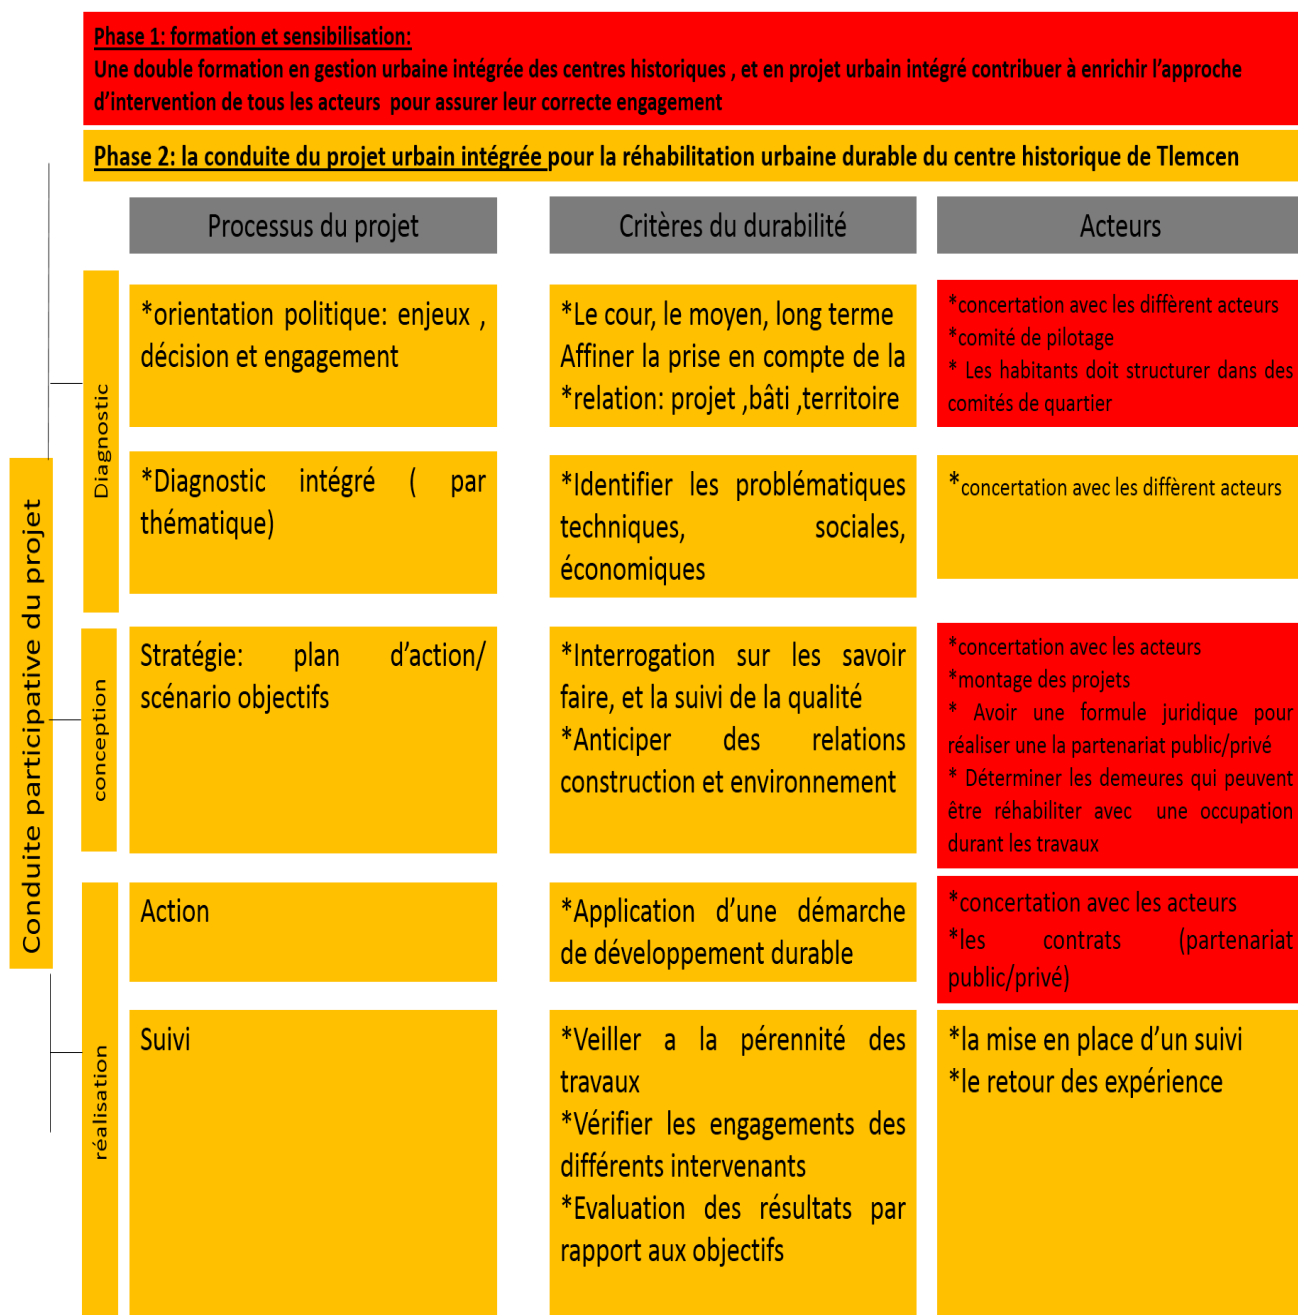 Phase 1: formation et sensibilisation:
Une double formation en gestion urbaine intégrée des centres historiques , et en projet urbain intégré contribuer à enrichir l'approche
d'intervention de tous les acteurs pour assurer leur correcte engagement
Phase 2: la conduite du projet urbain intégrée pour la réhabilitation urbaine durable du centre historique de Tlemcen
Processus du projet
Critères du durabilité
Acteurs
Conduite participative du projet
Diagnostic
*orientation politique: enjeux ,
décision et engagement
*Le cour, le moyen, long terme
Affiner la prise en compte de la
*relation: projet ,bâti ,territoire
*concertation avec les diffèrent acteurs
*comité de pilotage
* Les habitants doit structurer dans des
comités de quartier
*Diagnostic intégré ( par
thématique)
*Identifier les problématiques
techniques, sociales,
économiques
*concertation avec les diffèrent acteurs
conception
Stratégie: plan d'action/
scénario objectifs
*Interrogation sur les savoir
faire, et la suivi de la qualité
*Anticiper des relations
construction et environnement
*concertation avec les acteurs
*montage des projets
* Avoir une formule juridique pour
réaliser une la partenariat public/privé
* Déterminer les demeures qui peuvent
être réhabiliter avec une occupation
durant les travaux
réalisation
Action
*Application d'une démarche
de développement durable
*concertation avec les acteurs
*les contrats (partenariat
public/privé)
Suivi
*Veiller a la pérennité des
travaux
*Vérifier les engagements des
différents intervenants
*Evaluation des résultats par
rapport aux objectifs
*la mise en place d'un suivi
*le retour des expérience